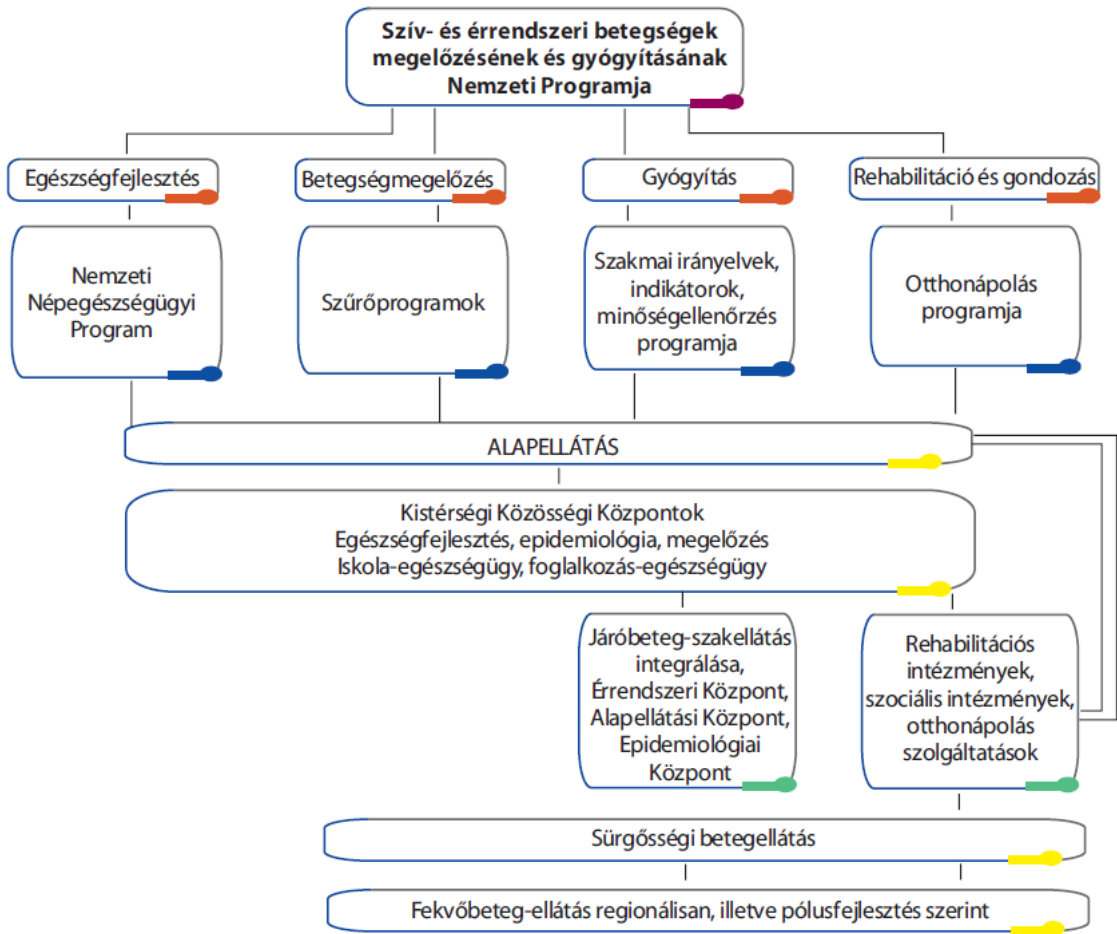 Szív- és érrendszeri betegségek
megelőzésének és gyógyításának
Nemzeti Programja
Egészségfejlesztés
Betegségmegelőzés
Gyógyítás
Rehabilitáció és gondozás
Nemzeti
Népegészségügyi
Program
Szűrőprogramok
Szakmai irányelvek,
indikátorok,
minőségellenőrzés
programja
Otthonápolás
programja
ALAPELLÁTÁS
Kistérségi Közösségi Központok
Egészségfejlesztés, epidemiológia, megelőzés
Iskola-egészségügy, foglalkozás-egészségügy
Járóbeteg-szakellátás
integrálása,
Érrendszeri Központ,
Alapellátási Központ,
Epidemiológiai
Központ
Rehabilitációs
intézmények,
szociális intézmények,
otthonápolás
szolgáltatások
Sürgősségi betegellátás
Fekvőbeteg-ellátás regionálisan, illetve pólusfejlesztés szerint